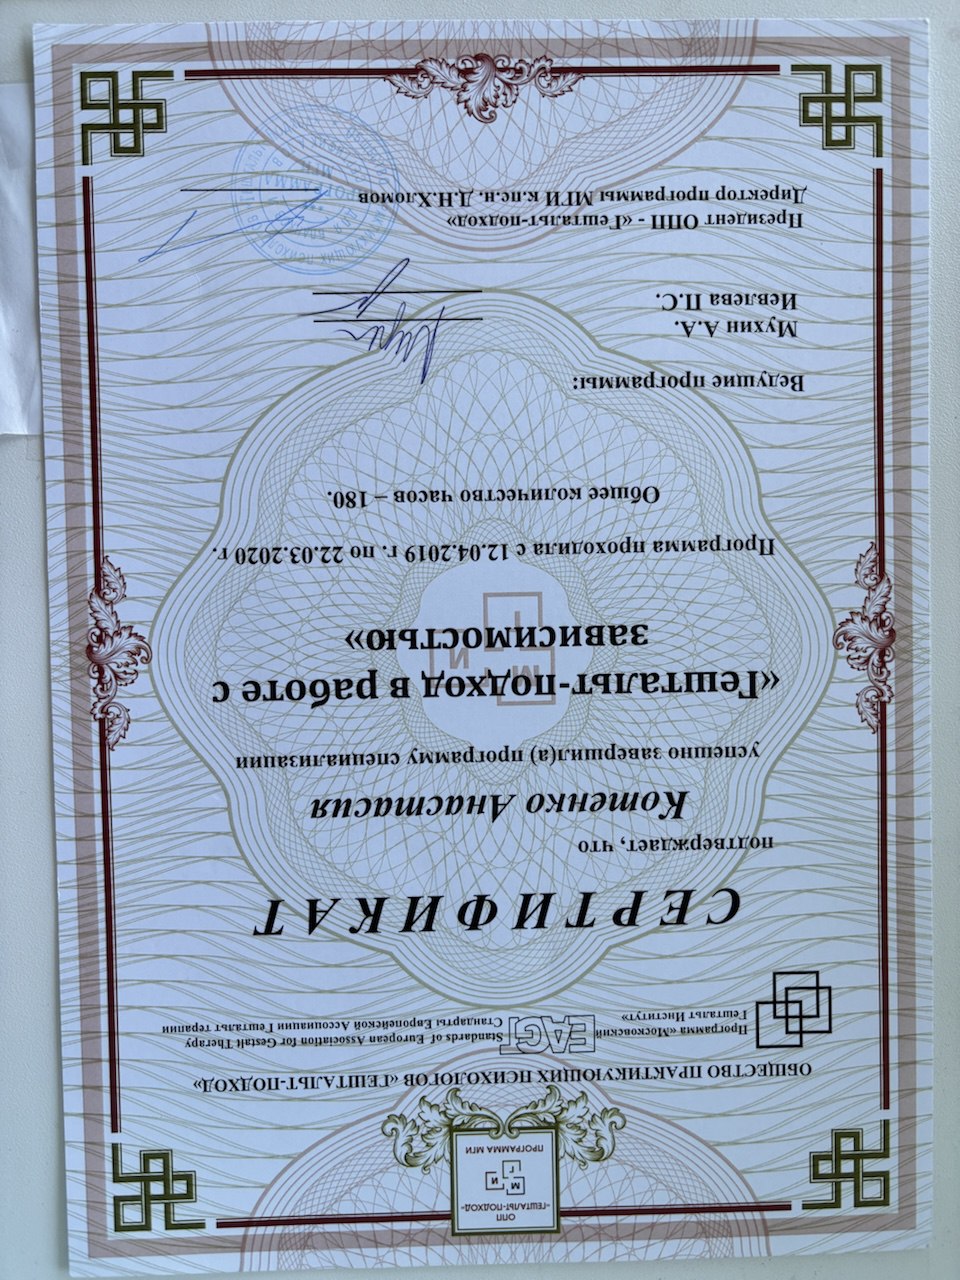 ОПП
«ГЕШТАЛЬТ-ПОДХОД»
М
Г И
ПРОГРАММА МГИ
ОБЩЕСТВО ПРАКТИКУЮЩИХ ПСИХОЛОГОВ «ГЕШТАЛЬТ-ПОДХОД»
Программа «Московский
Гештальт Институт»
EAGT
Standards of European Association for Gestalt Therapy
Стандарты Европейской Ассоциации Гештальт терапии
СЕРТИФИКАТ
подтверждает, что
Котенко Анастасия
успешно завершил(а) программу специализации
«Гештальт-подход в работе с
зависимостью»
М И
Г
Программа проходила с 12.04.2019 г. по 22.03.2020 г.
Общее количество часов – 180.
Ведущие программы:
Мухин А.А.
Иевлева П.С.
Президент ОПП - «Гештальт-подход»
Директор программы МГИ к.пс.н. Д.Н.Хломов